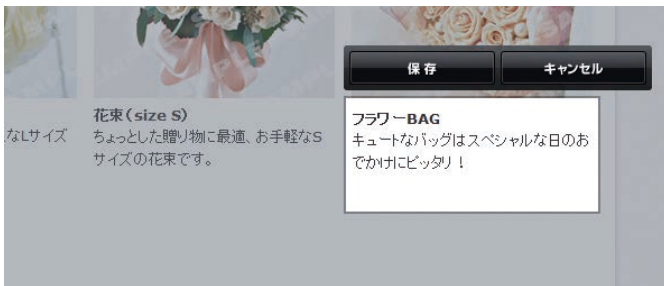 保存
キャンセル
花束（size S）
なLサイズ
ちょっとした贈り物に最適、お手軽なS
サイズの花束です。
フラワーBAG
キュートなバッグはスペシャルな日のお
でかけにピッタリ！